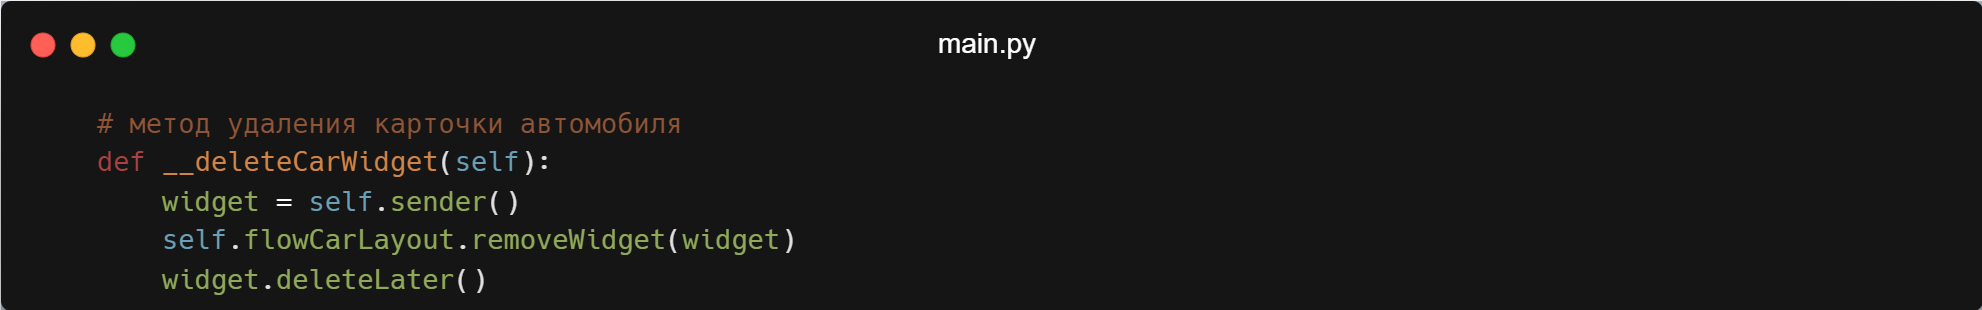 main.py
# метод удаления карточки автомобиля
def __deleteCarWidget(self):
    widget = self.sender()
    self.flowCarLayout.removeWidget(widget)
    widget.deleteLater()